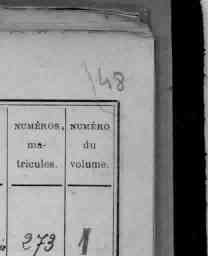 148
NUMÉROS, NUMÉRO
ma- du
tricules. volume.
273 1